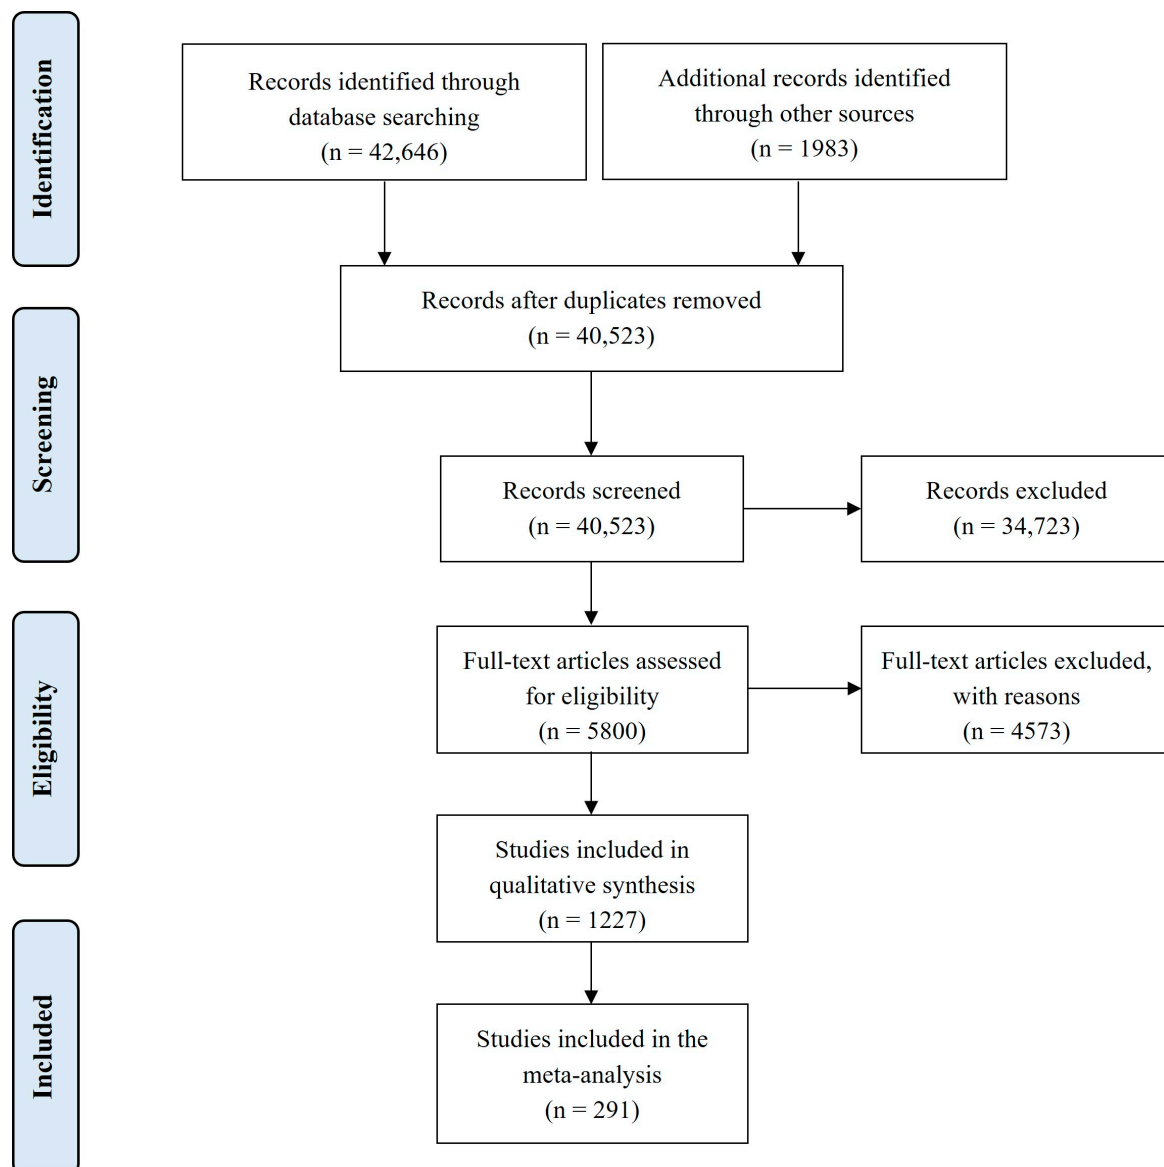 Identification
Records identified through
database searching
(n = 42,646)
Additional records identified
through other sources
(n = 1983)
Records after duplicates removed
(n = 40,523)
Screening
Records screened
(n = 40,523)
Records excluded
(n = 34,723)
Eligibility
Full-text articles assessed
for eligibility
(n = 5800)
Full-text articles excluded,
with reasons
(n = 4573)
Studies included in
qualitative synthesis
(n = 1227)
Included
Studies included in the
meta-analysis
(n = 291)